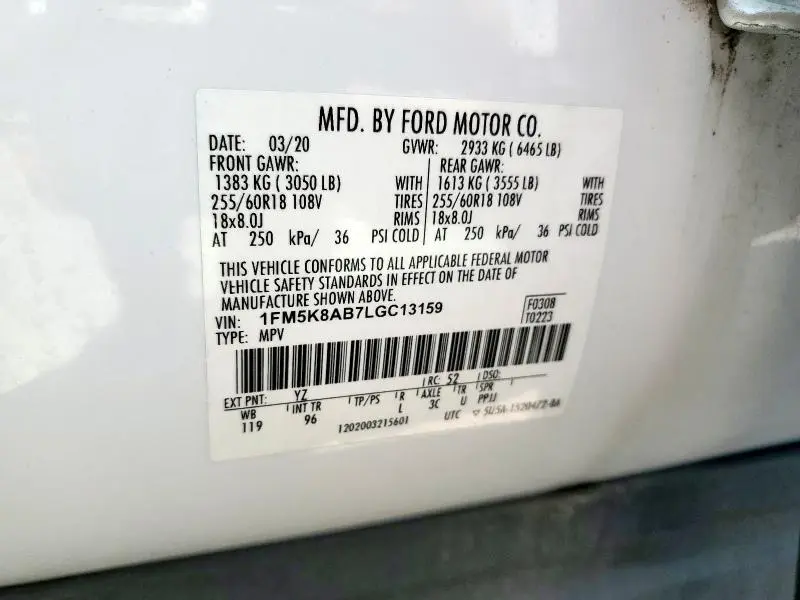 MFD. BY FORD MOTOR CO.
DATE: 03/20 GVWR: 2933 KG ( 6465 LB)
FRONT GAWR: REAR GAWR:
1383 KG ( 3050 LB) WITH 1613 KG ( 3555 LB) WITH
255/60R18 108V TIRES 255/60R18 108V TIRES
18x8.0J RIMS 18x8.0J RIMS
AT 250 kPa/ 36 PSI COLD AT 250 kPa/ 36 PSI COLD
THIS VEHICLE CONFORMS TO ALL APPLICABLE FEDERAL MOTOR
VEHICLE SAFETY STANDARDS IN EFFECT ON THE DATE OF
MANUFACTURE SHOWN ABOVE.
VIN: 1FM5K8AB7LGC13159 F0308
TYPE: MPV T0223
EXT PNT: YZ RC: 52 DSO:
WB INT TR TP/PS R AXLE TR SPR
119 96 L 3C U PPJJ
1202003215601 UTC